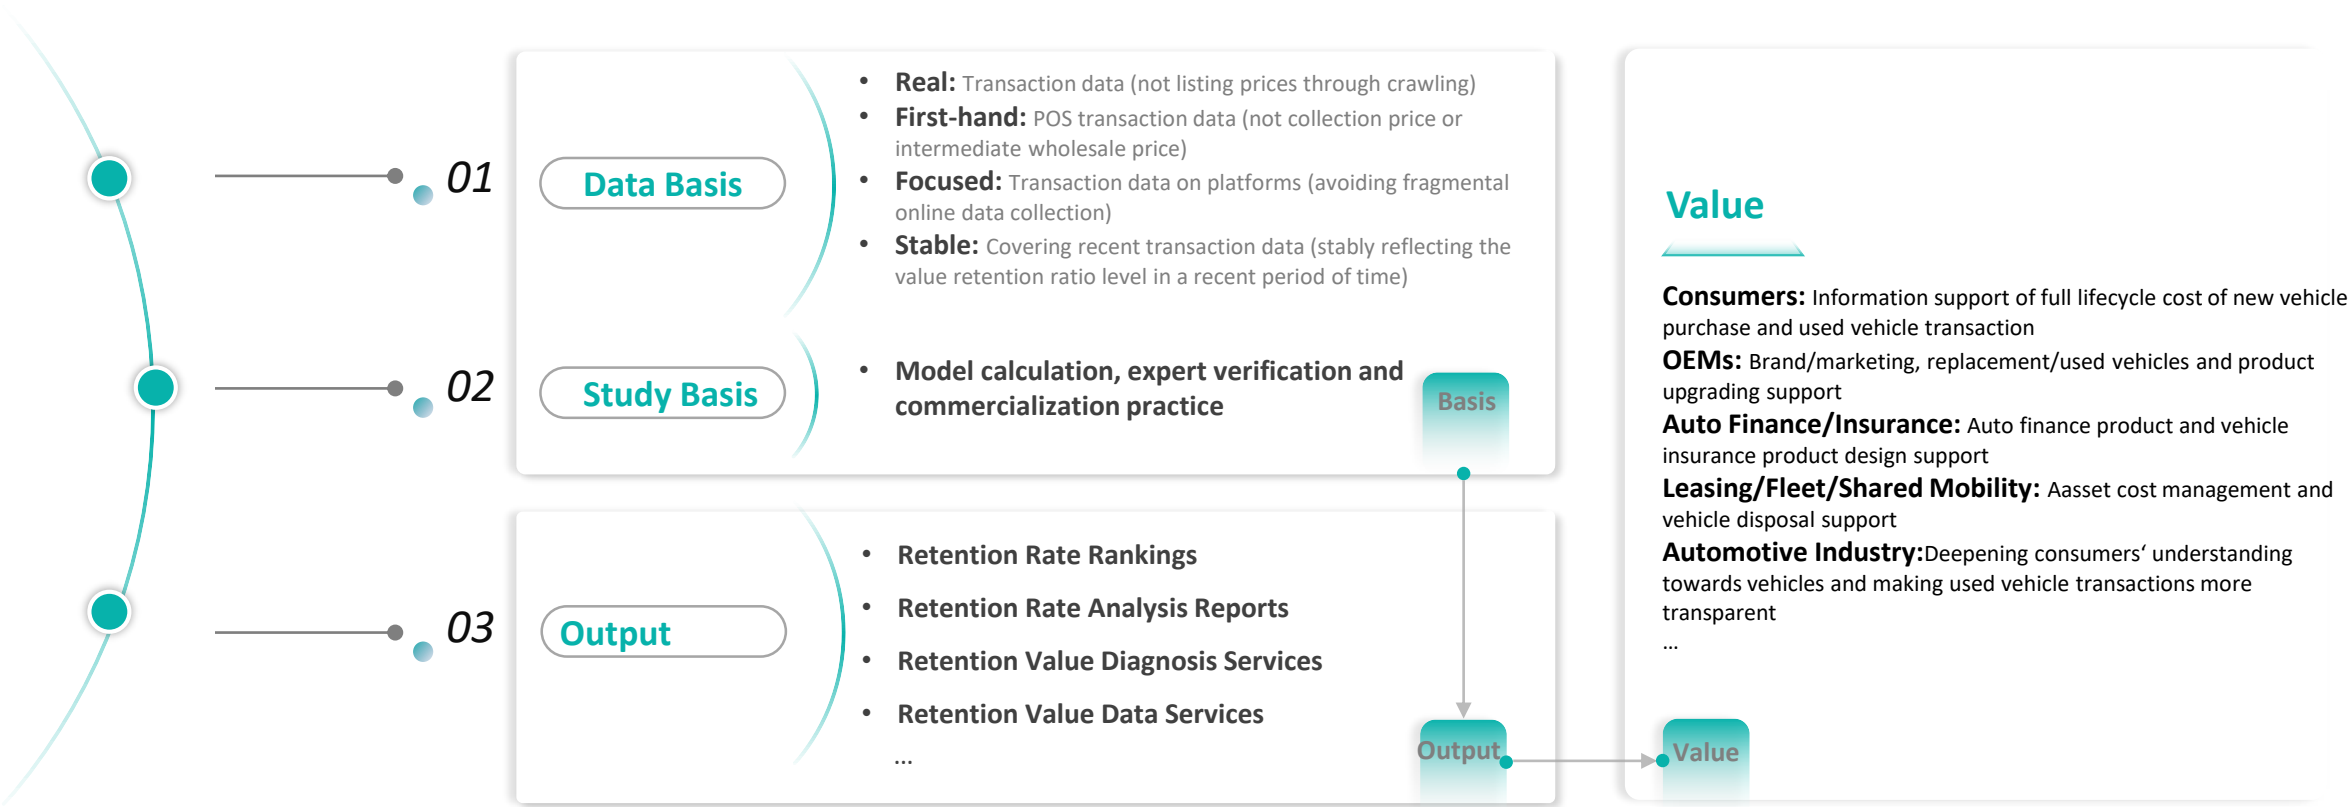 01
Data Basis
• Real: Transaction data (not listing prices through crawling)
• First-hand: POS transaction data (not collection price or
intermediate wholesale price)
• Focused: Transaction data on platforms (avoiding fragmental
online data collection)
• Stable: Covering recent transaction data (stably reflecting the
value retention ratio level in a recent period of time)
02
Study Basis
• Model calculation, expert verification and
commercialization practice
Basis
03
Output
• Retention Rate Rankings
• Retention Rate Analysis Reports
• Retention Value Diagnosis Services
• Retention Value Data Services
...
Output
Value
Consumers: Information support of full lifecycle cost of new vehicle
purchase and used vehicle transaction
OEMs: Brand/marketing, replacement/used vehicles and product
upgrading support
Auto Finance/Insurance: Auto finance product and vehicle
insurance product design support
Leasing/Fleet/Shared Mobility: Aasset cost management and
vehicle disposal support
Automotive Industry:Deepening consumers‘ understanding
towards vehicles and making used vehicle transactions more
transparent
...
Value